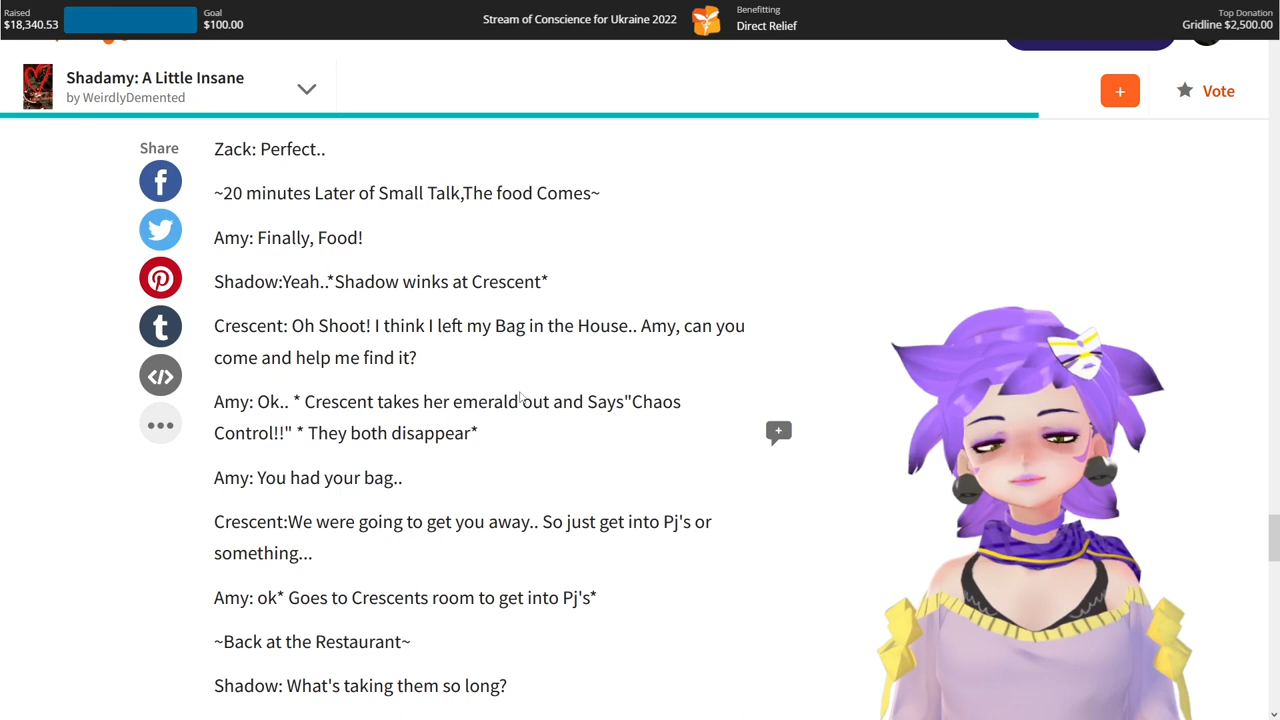 Raised
$18,340.53
Goal
$100.00
Stream of Conscience for Ukraine 2022
Benefitting
Direct Relief
Top Donation
Gridline $2,500.00
Shadamy: A Little Insane
by WeirdlyDemented
+
Vote
Share
Zack: Perfect..
~20 minutes Later of Small Talk,The food Comes~
Amy: Finally, Food!
Shadow:Yeah..*Shadow winks at Crescent*
Crescent: Oh Shoot! I think I left my Bag in the House.. Amy, can you
come and help me find it?
Amy: Ok.. * Crescent takes her emerald out and Says"Chaos
Control!!" * They both disappear*
Amy: You had your bag..
Crescent:We were going to get you away.. So just get into Pj's or
something...
Amy: ok* Goes to Crescents room to get into Pj's*
~Back at the Restaurant~
Shadow: What's taking them so long?